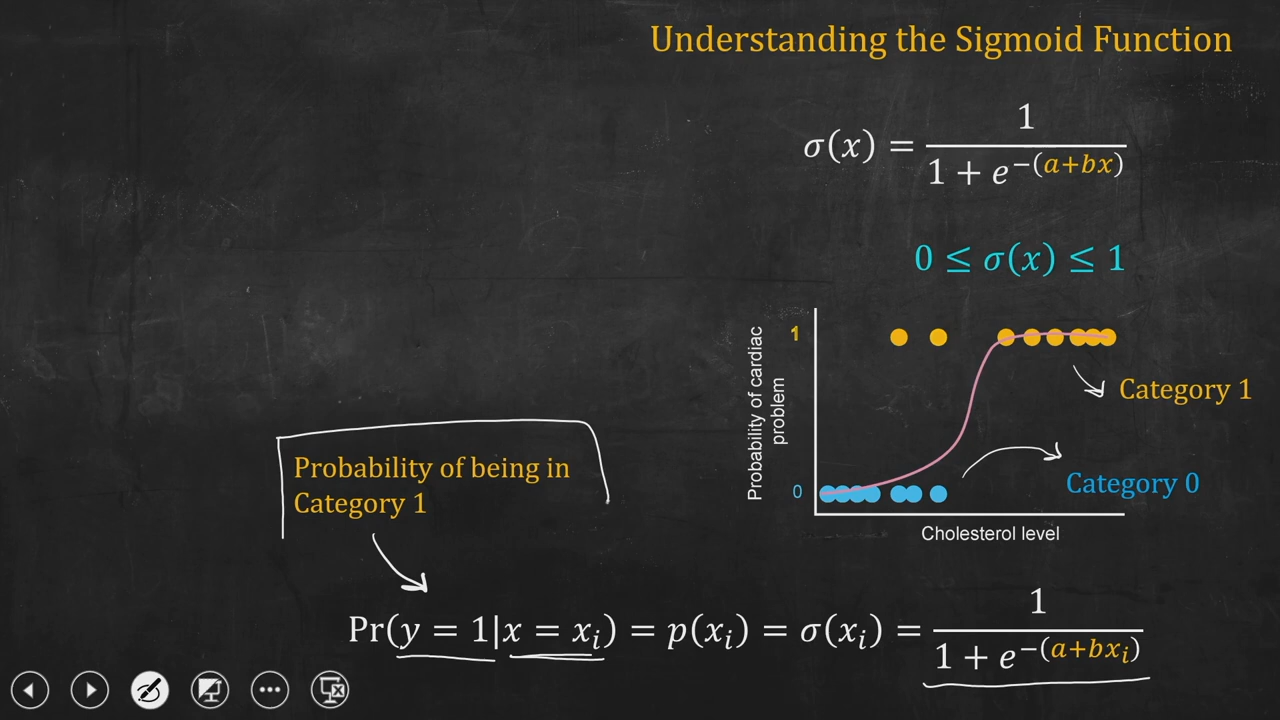 Understanding the Sigmoid Function
σ(x) = 1 / (1 + e^−(a+bx))
0 ≤ σ(x) ≤ 1
Probability of cardiac
problem
1
0
Cholesterol level
Category 1
Category 0
Probability of being in
Category 1
Pr(y = 1|x = xᵢ) = p(xᵢ) = σ(xᵢ) = 1 / (1 + e^−(a+bxᵢ))